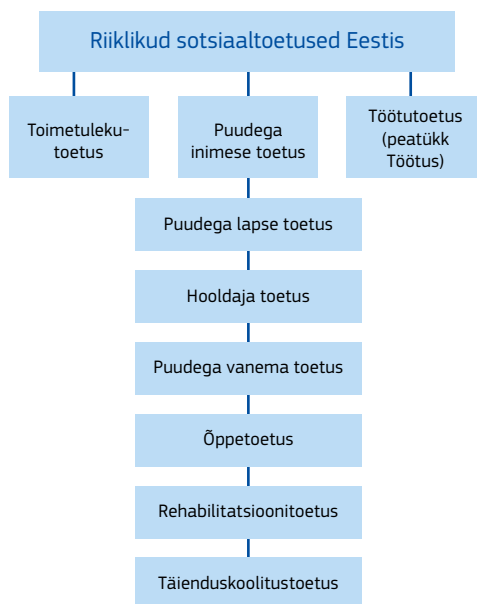 Riiklikud sotsiaaltoetused Eestis
Toimetuleku-
toetus
Puudega
inimese toetus
Töötutoetus
(peatükk
Töötus)
Puudega lapse toetus
Hooldaja toetus
Puudega vanema toetus
Õppetoetus
Rehabilitatsioonitoetus
Täienduskoolitustoetus